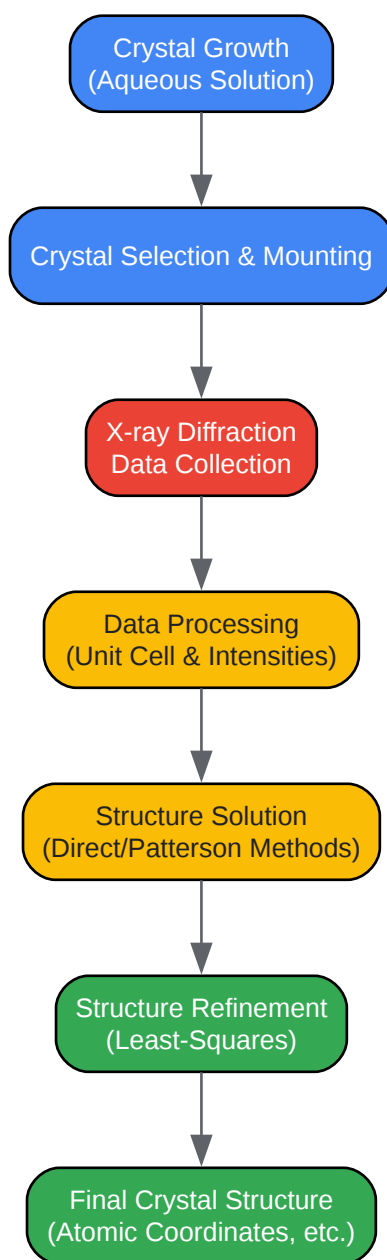 Crystal Growth
(Aqueous Solution)
Crystal Selection & Mounting
X-ray Diffraction
Data Collection
Data Processing
(Unit Cell & Intensities)
Structure Solution
(Direct/Patterson Methods)
Structure Refinement
(Least-Squares)
Final Crystal Structure
(Atomic Coordinates, etc.)